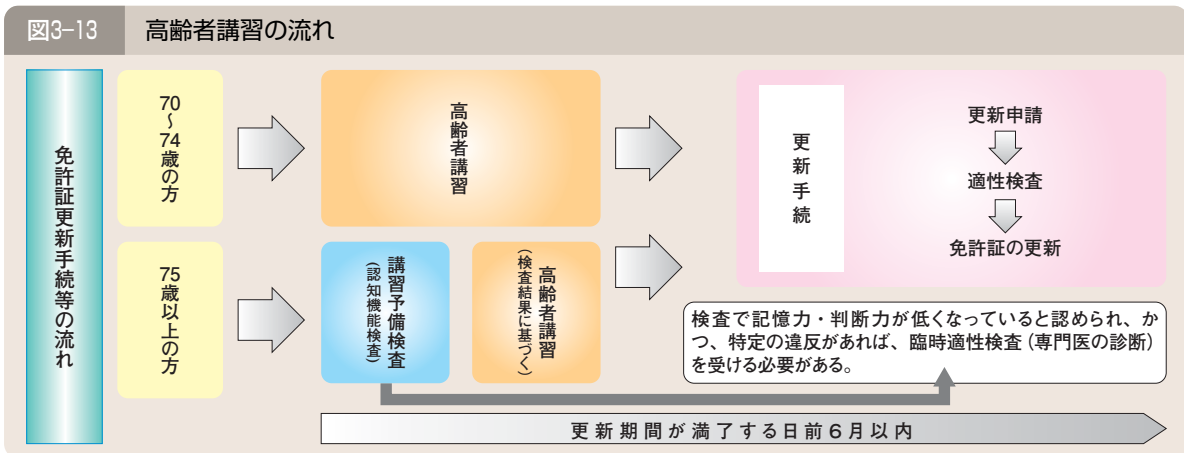 図3-13 高齢者講習の流れ
免許証更新手続等の流れ
70～74歳の方
高齢者講習
更新手続
更新申請
適性検査
免許証の更新
75歳以上の方
講習予備検査
(認知機能検査)
高齢者講習
(検査結果に基づく)
検査で記憶力・判断力が低くなっていると認められ、か
つ、特定の違反があれば、臨時適性検査（専門医の診断）
を受ける必要がある。
更新期間が満了する日前6月以内